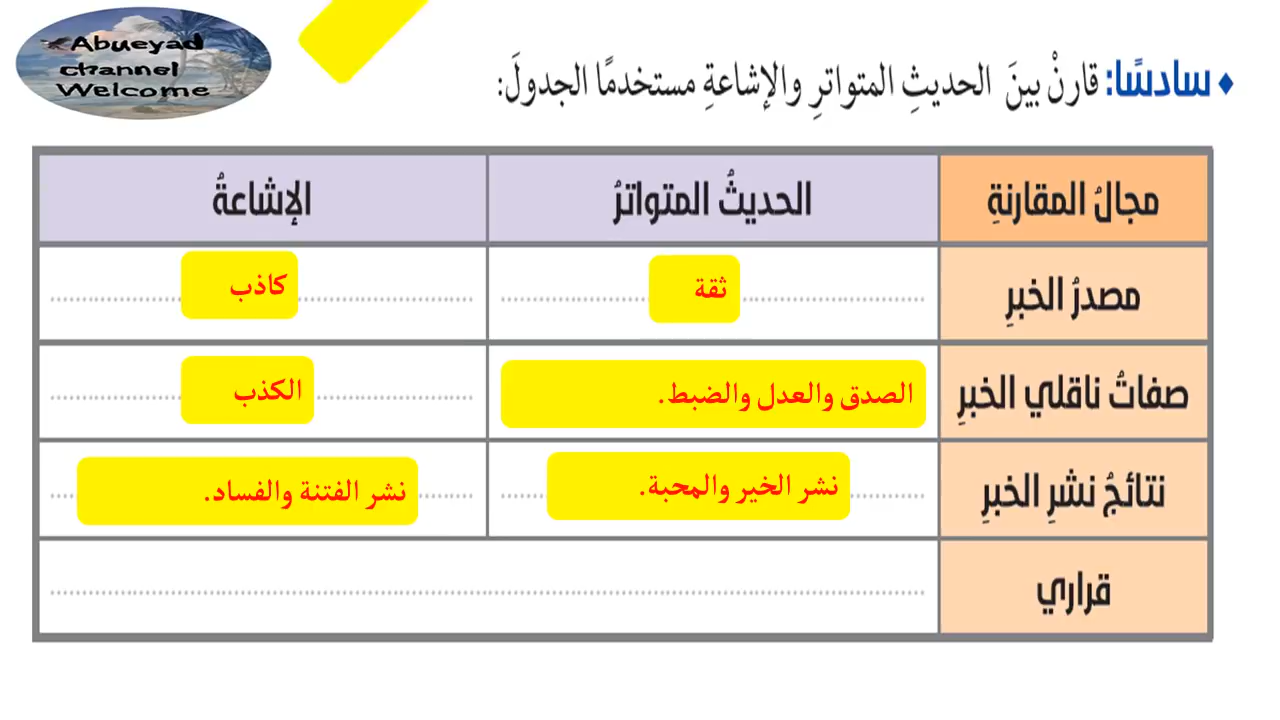 Abueyad
channel
Welcome
♦ سادسًا: قارنْ بينَ الحديثِ المتواترِ والإشاعةِ مستخدمًا الجدولَ:
مجالُ المقارنةِ الحديثُ المتواترُ الإشاعةُ
مصدرُ الخبرِ ثقة كاذب
صفاتُ ناقلي الخبرِ الصدق والعدل والضبط. الكذب
نتائجُ نشرِ الخبرِ نشر الخير والمحبة. نشر الفتنة والفساد.
قراري